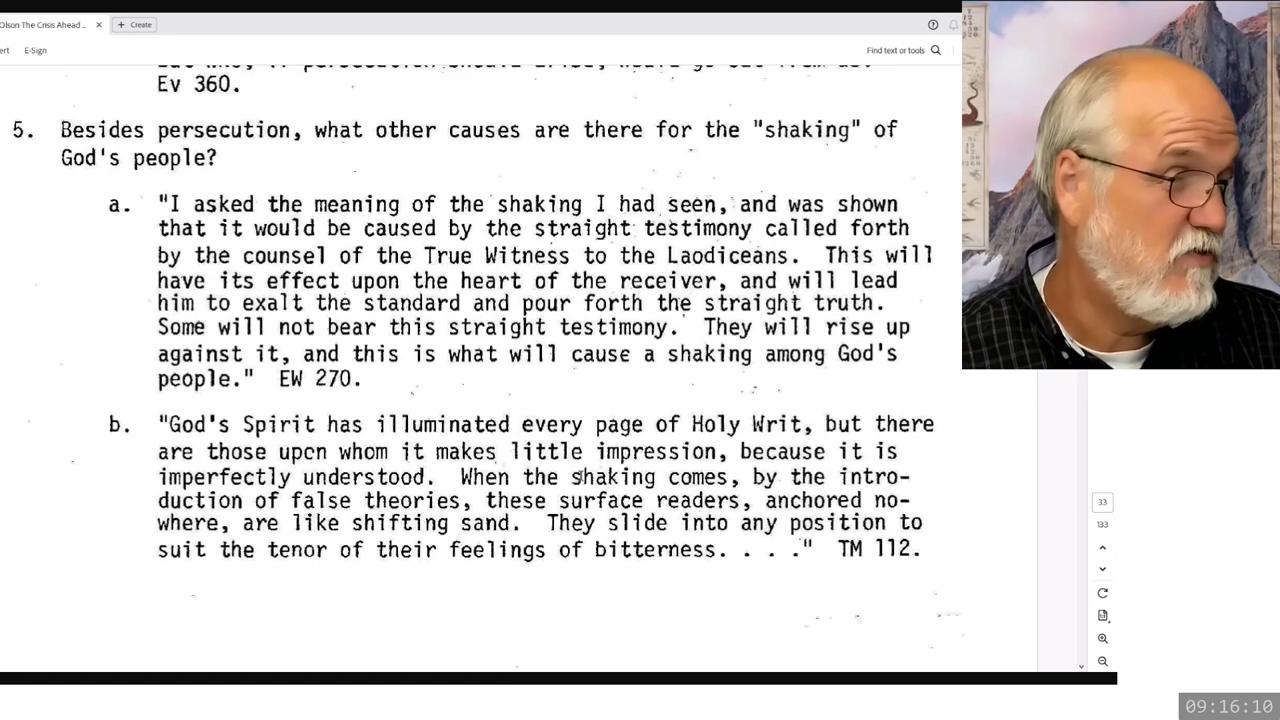 Olson The Crisis Ahead ..
Create
E-Sign
Find text or tools
Ev 360.
5. Besides persecution, what other causes are there for the "shaking" of
God's people?
a. "I asked the meaning of the shaking I had seen, and was shown
that it would be caused by the straight testimony called forth
by the counsel of the True Witness to the Laodiceans. This will
have its effect upon the heart of the receiver, and will lead
him to exalt the standard and pour forth the straight truth.
Some will not bear this straight testimony. They will rise up
against it, and this is what will cause a shaking among God's
people." EW 270.
b. "God's Spirit has illuminated every page of Holy Writ, but there
are those upon whom it makes little impression, because it is
imperfectly understood. When the shaking comes, by the intro-
duction of false theories, these surface readers, anchored no-
where, are like shifting sand. They slide into any position to
suit the tenor of their feelings of bitterness. . . ." TM 112.
33
133
09:16:10